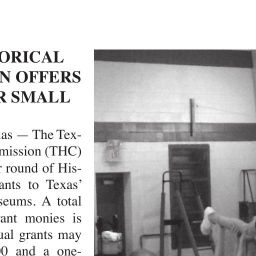 ORICAL
N OFFERS
R SMALL
as — The Tex-
mission (THC)
r round of His-
ants to Texas’
seums. A total
ant monies is
ual grants may
00 and a one-